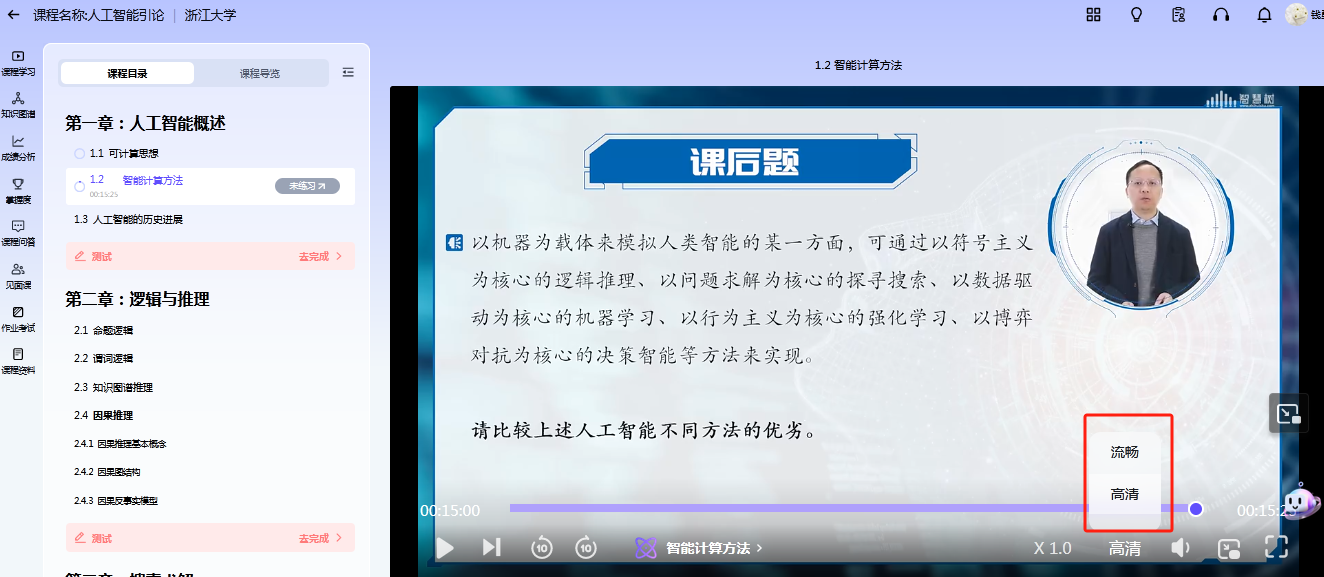 课程名称:人工智能引论 | 浙江大学
课程学习
知识图谱
成绩分析
掌握度
课程问答
见面课
作业考试
课程资料
课程目录
课程导览
第一章：人工智能概述
1.1 可计算思想
1.2 智能计算方法
00:15:25
未练习
1.3 人工智能的历史进展
测试
去完成
第二章：逻辑与推理
2.1 命题逻辑
2.2 谓词逻辑
2.3 知识图谱推理
2.4 因果推理
2.4.1 因果推理基本概念
2.4.2 因果图结构
2.4.3 因果反事实模型
测试
去完成
1.2 智能计算方法
智慧树
课后题
以机器为载体来模拟人类智能的某一方面，可通过以符号主义
为核心的逻辑推理、以问题求解为核心的探寻搜索、以数据驱
动为核心的机器学习、以行为主义为核心的强化学习、以博弈
对抗为核心的决策智能等方法来实现。
请比较上述人工智能不同方法的优劣。
流畅
高清
00:15:00
00:15:25
10
10
智能计算方法
X 1.0
高清